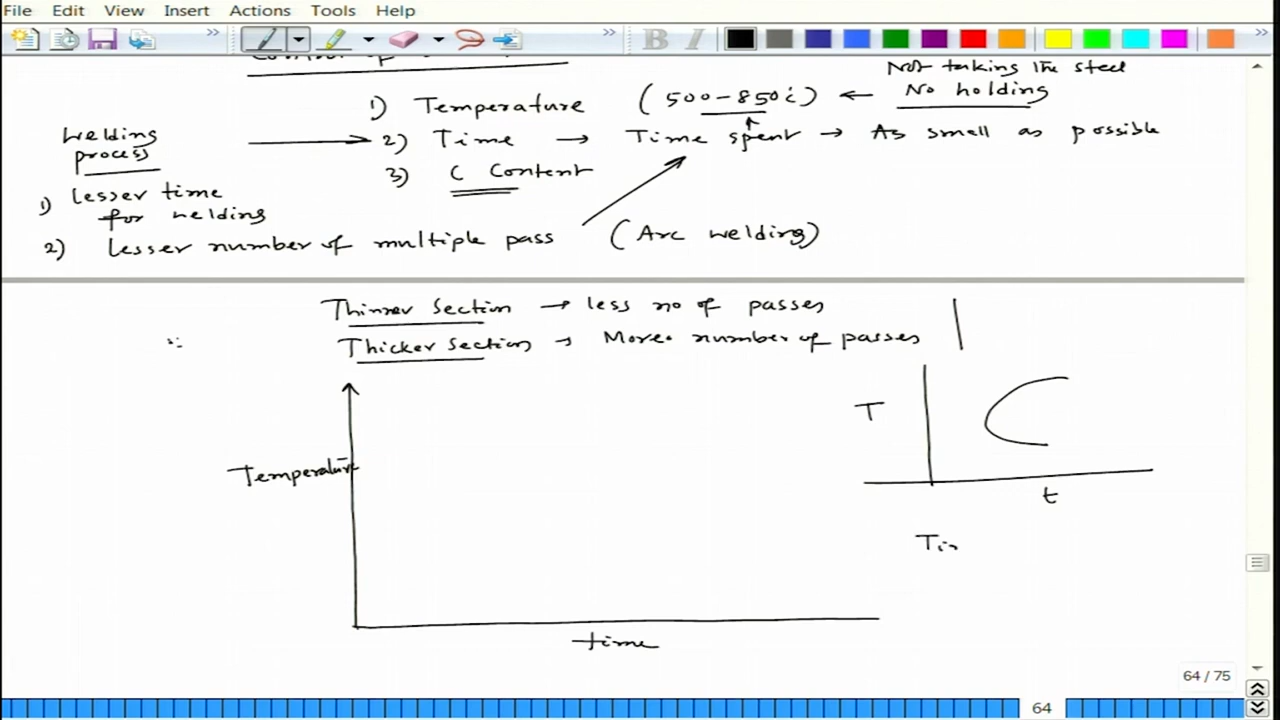 File Edit View Insert Actions Tools Help
B I
Not taking the steel
1) Temperature (500-850°C) ← No holding
welding process → 2) Time → Time spent → As small as possible
3) C Content
1) lesser time for welding
2) lesser number of multiple pass (Arc welding)
Thinner section → less no of passes
∵ Thicker section → More number of passes
T
Temperature
t
Tim
time
64 / 75
64